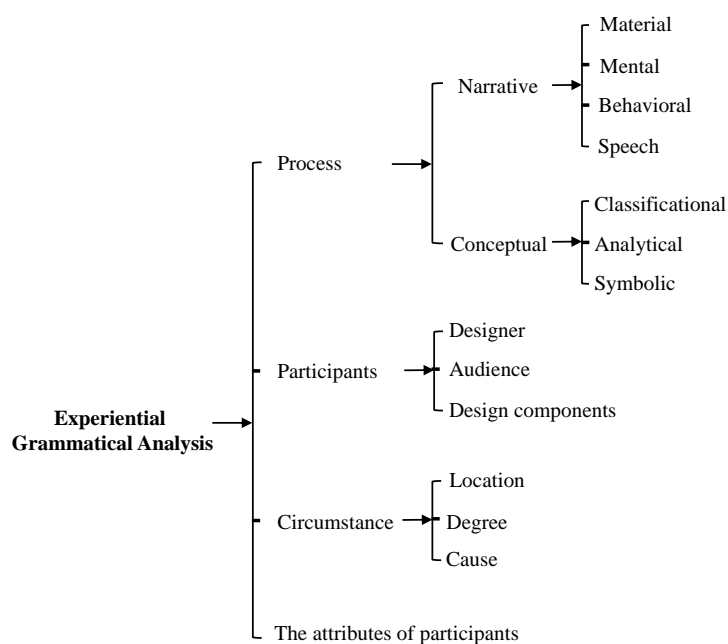 Material
Mental
Narrative
Behavioral
Speech
Process
Classificational
Conceptual
Analytical
Symbolic
Designer
Participants
Audience
Design components
Experiential
Grammatical Analysis
Location
Circumstance
Degree
Cause
The attributes of participants